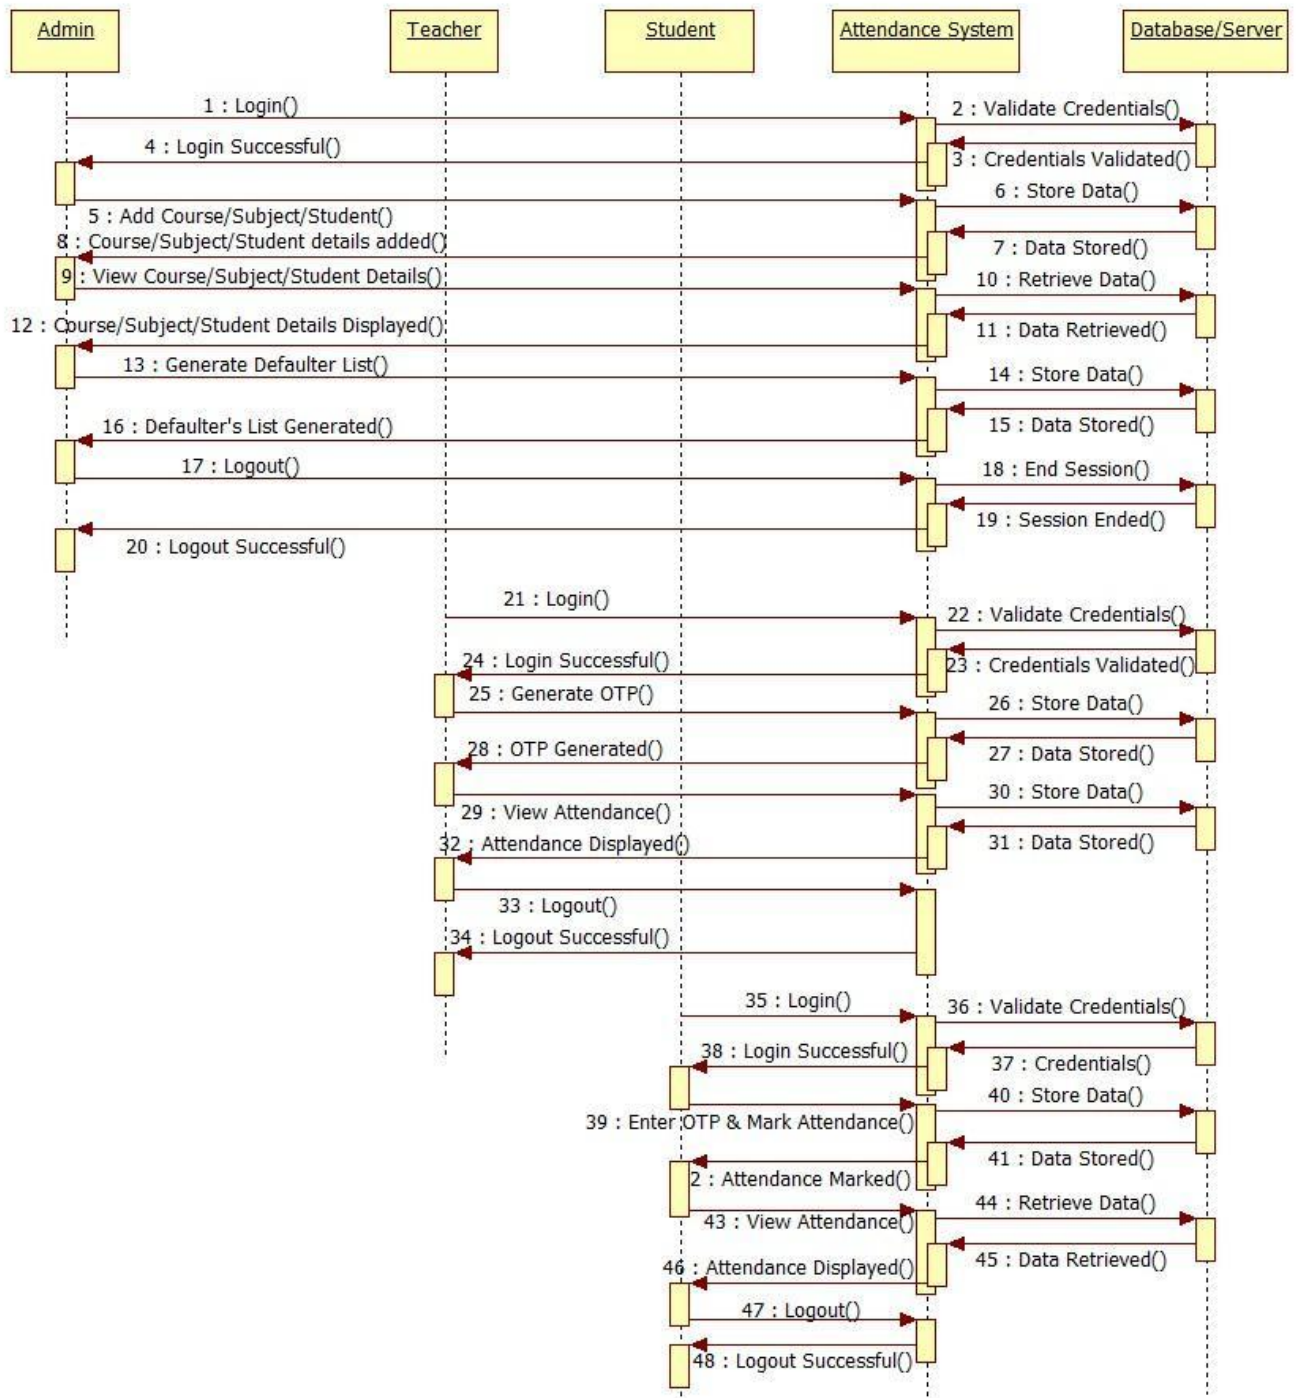 Admin
Teacher
Student
Attendance System
Database/Server
1 : Login()
2 : Validate Credentials()
3 : Credentials Validated()
4 : Login Successful()
5 : Add Course/Subject/Student()
6 : Store Data()
7 : Data Stored()
8 : Course/Subject/Student details added()
9 : View Course/Subject/Student Details()
10 : Retrieve Data()
11 : Data Retrieved()
12 : Course/Subject/Student Details Displayed()
13 : Generate Defaulter List()
14 : Store Data()
15 : Data Stored()
16 : Defaulter's List Generated()
17 : Logout()
18 : End Session()
19 : Session Ended()
20 : Logout Successful()
21 : Login()
22 : Validate Credentials()
23 : Credentials Validated()
24 : Login Successful()
25 : Generate OTP()
26 : Store Data()
27 : Data Stored()
28 : OTP Generated()
29 : View Attendance()
30 : Store Data()
31 : Data Stored()
32 : Attendance Displayed()
33 : Logout()
34 : Logout Successful()
35 : Login()
36 : Validate Credentials()
37 : Credentials()
38 : Login Successful()
39 : Enter OTP & Mark Attendance()
40 : Store Data()
41 : Data Stored()
2 : Attendance Marked()
43 : View Attendance()
44 : Retrieve Data()
45 : Data Retrieved()
46 : Attendance Displayed()
47 : Logout()
48 : Logout Successful()